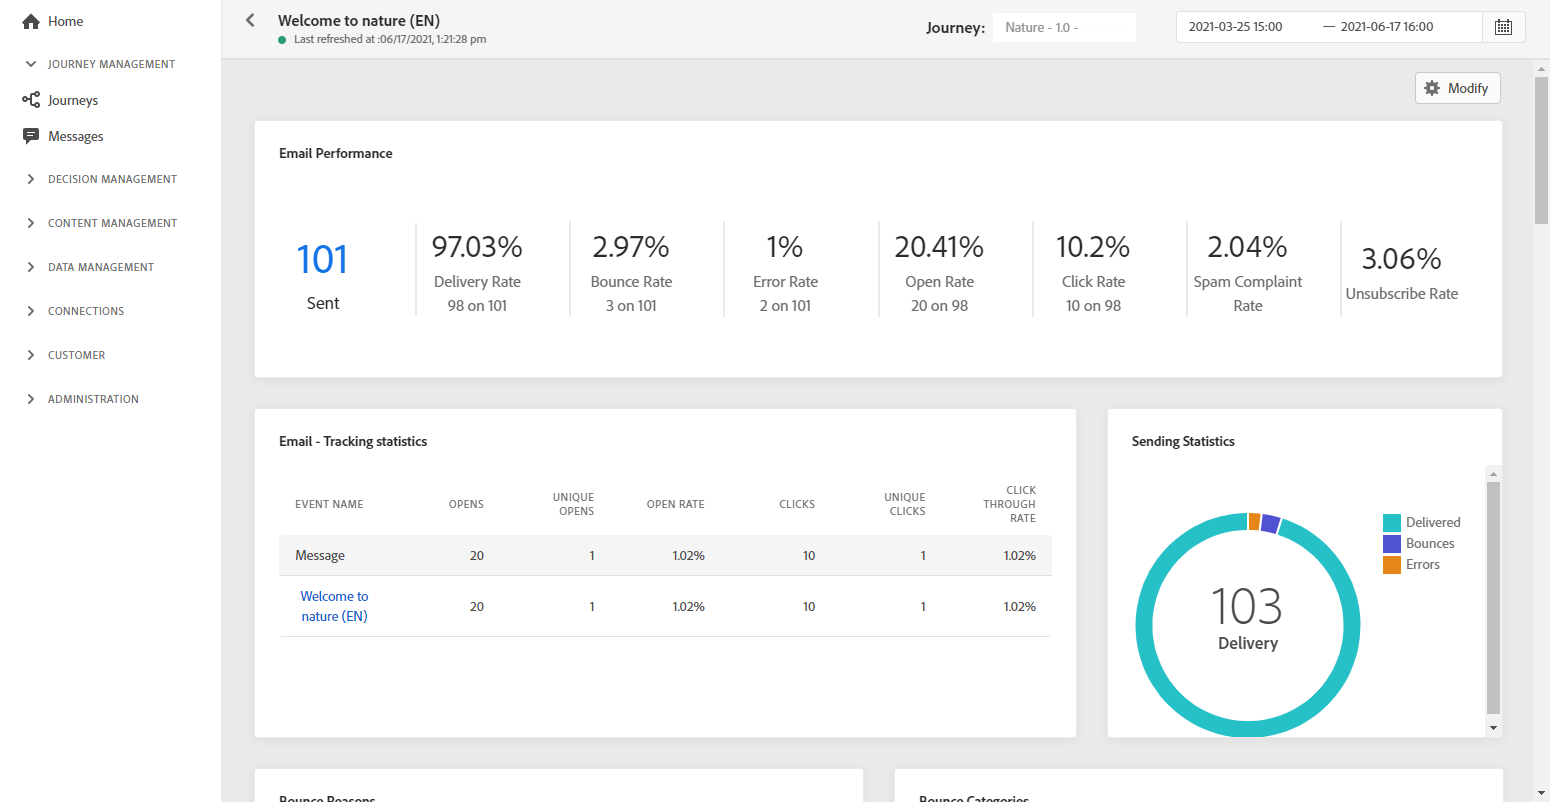 Home
JOURNEY MANAGEMENT
Journeys
Messages
DECISION MANAGEMENT
CONTENT MANAGEMENT
DATA MANAGEMENT
CONNECTIONS
CUSTOMER
ADMINISTRATION
Welcome to nature (EN)
Last refreshed at :06/17/2021, 1:21:28 pm
Journey: Nature - 1.0 -
2021-03-25 15:00 — 2021-06-17 16:00
Modify
Email Performance
101
Sent
97.03%
Delivery Rate
98 on 101
2.97%
Bounce Rate
3 on 101
1%
Error Rate
2 on 101
20.41%
Open Rate
20 on 98
10.2%
Click Rate
10 on 98
2.04%
Spam Complaint
Rate
3.06%
Unsubscribe Rate
Email - Tracking statistics
EVENT NAME OPENS UNIQUE OPENS OPEN RATE CLICKS UNIQUE CLICKS CLICK THROUGH RATE
Message 20 1 1.02% 10 1 1.02%
Welcome to nature (EN) 20 1 1.02% 10 1 1.02%
Sending Statistics
103
Delivery
Delivered
Bounces
Errors
Bounce Reasons
Bounce Categories